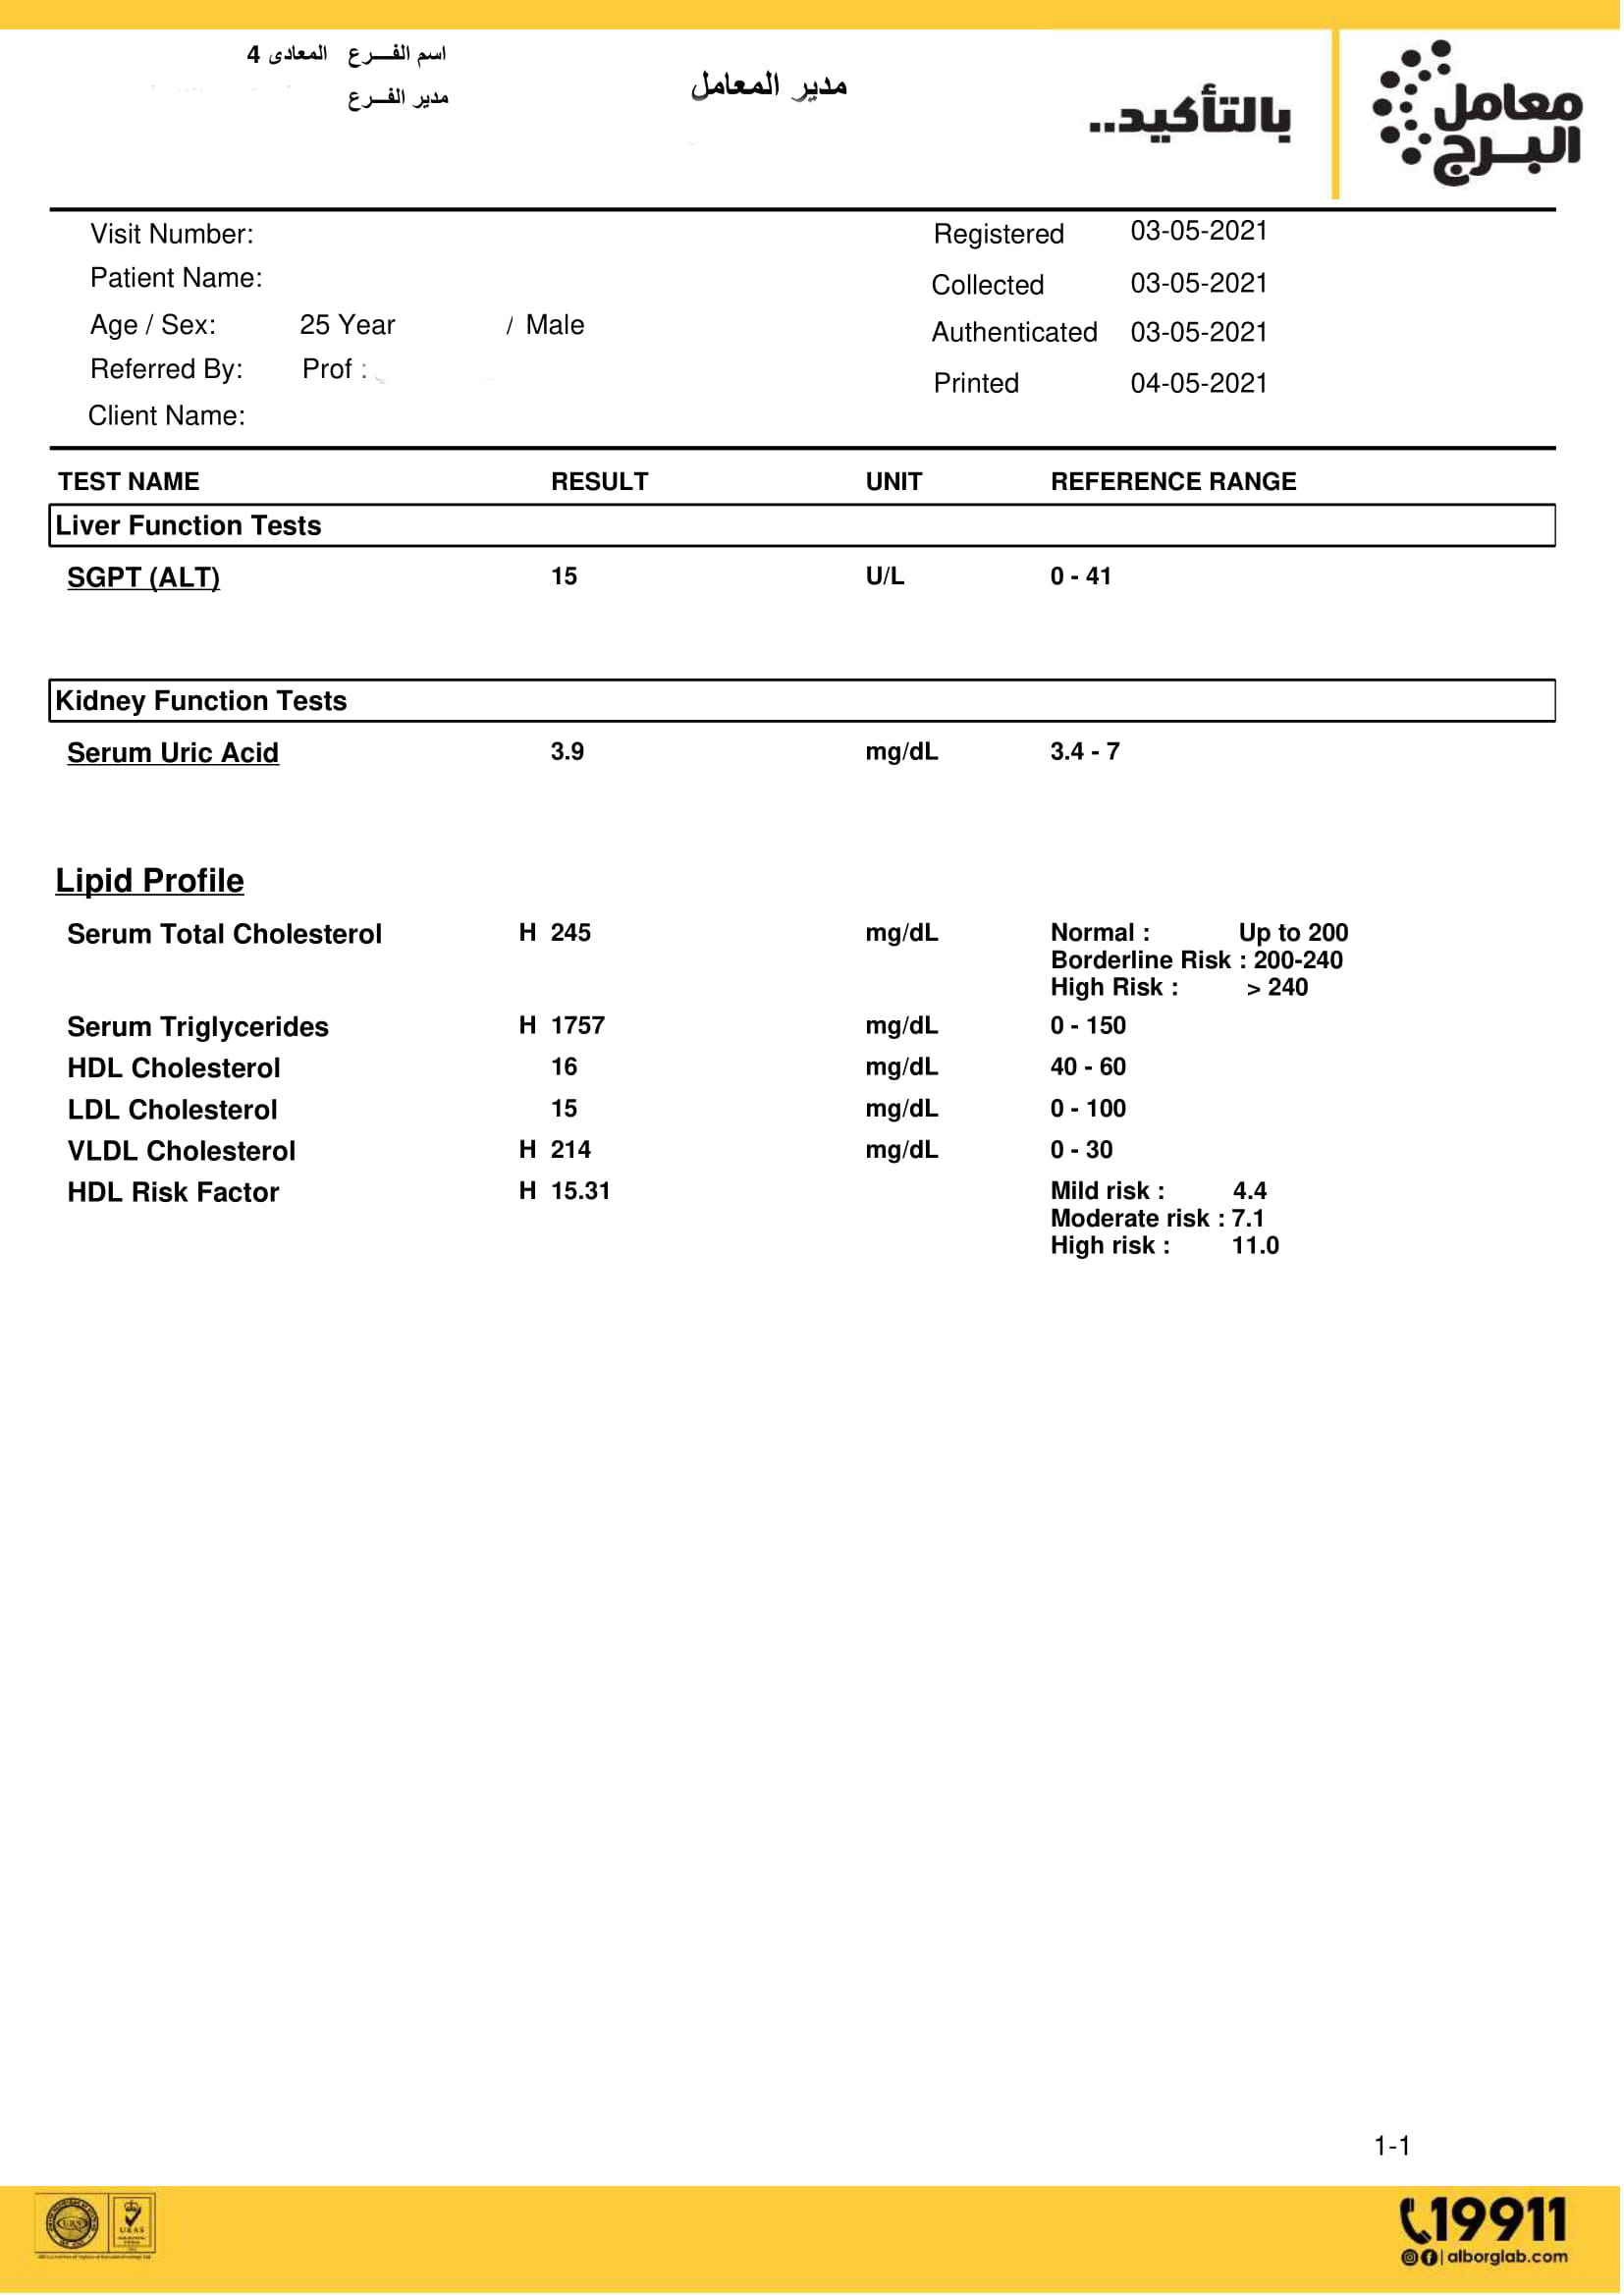 اسم الفـــرع المعادى 4
مدير الفـــرع
مدير المعامل
بالتأكيد..
معامل
البرج
Visit Number:
Patient Name:
Age / Sex: 25 Year / Male
Referred By: Prof :
Client Name:
Registered 03-05-2021
Collected 03-05-2021
Authenticated 03-05-2021
Printed 04-05-2021
TEST NAME RESULT UNIT REFERENCE RANGE
Liver Function Tests
SGPT (ALT) 15 U/L 0 - 41
Kidney Function Tests
Serum Uric Acid 3.9 mg/dL 3.4 - 7
Lipid Profile
Serum Total Cholesterol H 245 mg/dL Normal : Up to 200
Borderline Risk : 200-240
High Risk : > 240
Serum Triglycerides H 1757 mg/dL 0 - 150
HDL Cholesterol 16 mg/dL 40 - 60
LDL Cholesterol 15 mg/dL 0 - 100
VLDL Cholesterol H 214 mg/dL 0 - 30
HDL Risk Factor H 15.31 Mild risk : 4.4
Moderate risk : 7.1
High risk : 11.0
1-1
UKAS
19911
alborglab.com